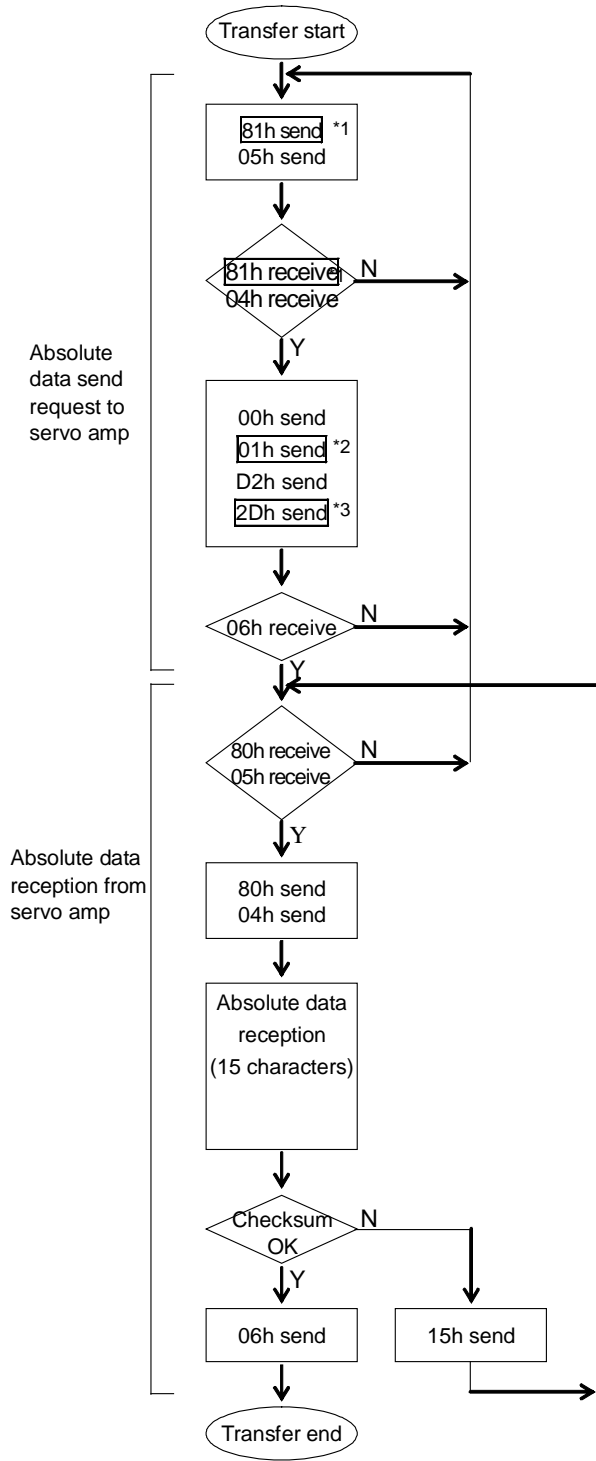 Transfer start
81h send *1
05h send
81h receive*1 N
04h receive
Y
Absolute
data send
request to
servo amp
00h send
01h send *2
D2h send
2Dh send *3
06h receive N
Y
80h receive N
05h receive
Y
Absolute data
reception from
servo amp
80h send
04h send
Absolute data
reception
(15 characters)
Checksum N
OK
Y
06h send
15h send
Transfer end